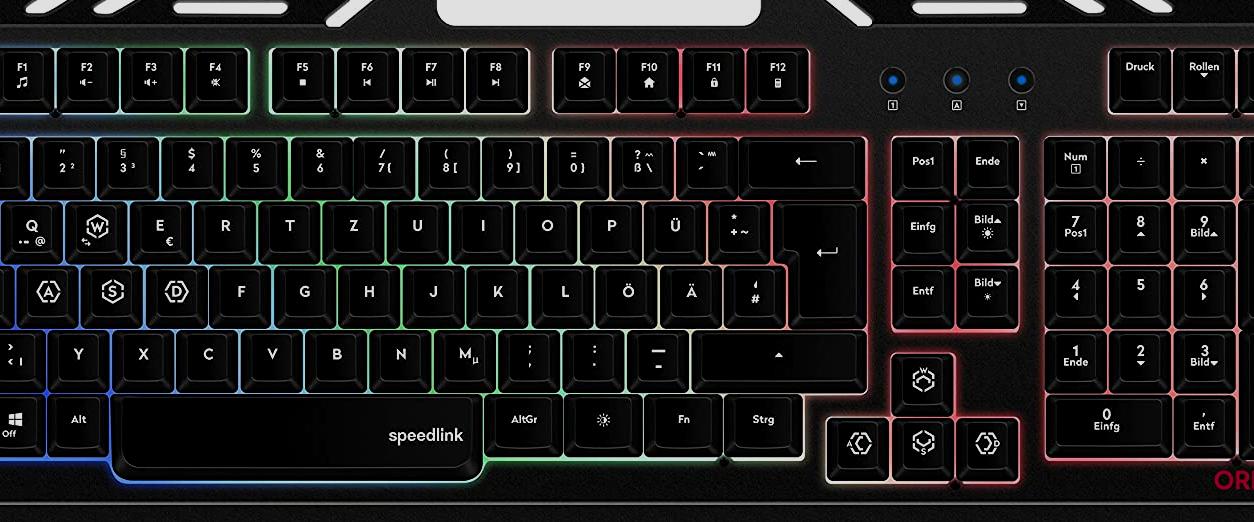 F1 F2 F3 F4 F5 F6 F7 F8 F9 F10 F11 F12 Druck Rollen
1 A
" § $ % & / ( ) = ? ` Pos1 Ende Num ÷ ×
2 ² 3 ³ 4 5 6 7 { 8 [ 9 ] 0 } ß \ ´ 1
Q W E R T Z U I O P Ü * Einfg Bild▲ 7 8 9
@ € + ~ Pos1 ▲ Bild▲
A S D F G H J K L Ö Ä ' Entf Bild▼ 4 5 6
#
> Y X C V B N M µ ; : — 1 2 3
< | . - Ende ▼ Bild▼
W
Alt AltGr Fn Strg 0 ,
Off speedlink Einfg Entf
A S D